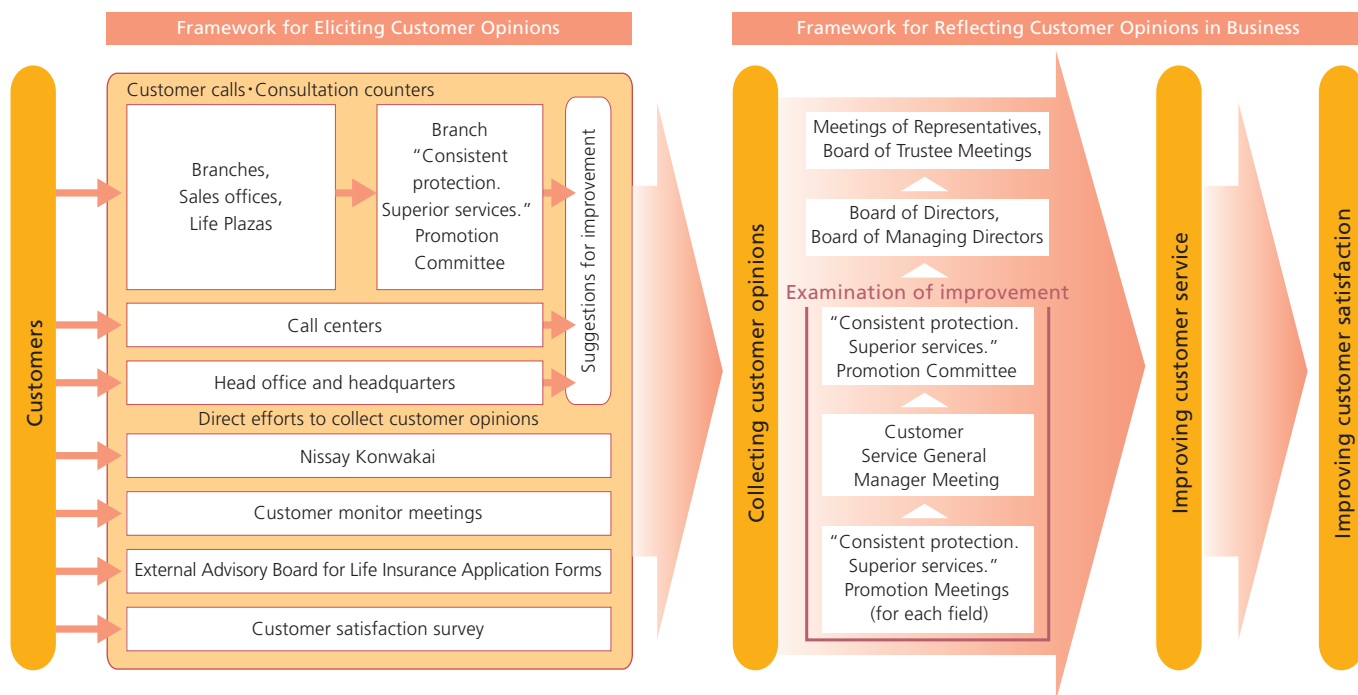 Framework for Eliciting Customer Opinions
Framework for Reflecting Customer Opinions in Business
Customers
Customer calls・Consultation counters
Branches,
Sales offices,
Life Plazas
Branch
“Consistent
protection.
Superior services.”
Promotion
Committee
Suggestions for improvement
Call centers
Head office and headquarters
Direct efforts to collect customer opinions
Nissay Konwakai
Customer monitor meetings
External Advisory Board for Life Insurance Application Forms
Customer satisfaction survey
Collecting customer opinions
Meetings of Representatives,
Board of Trustee Meetings
Board of Directors,
Board of Managing Directors
Examination of improvement
“Consistent protection.
Superior services.”
Promotion Committee
Customer
Service General
Manager Meeting
“Consistent protection.
Superior services.”
Promotion Meetings
(for each field)
Improving customer service
Improving customer satisfaction